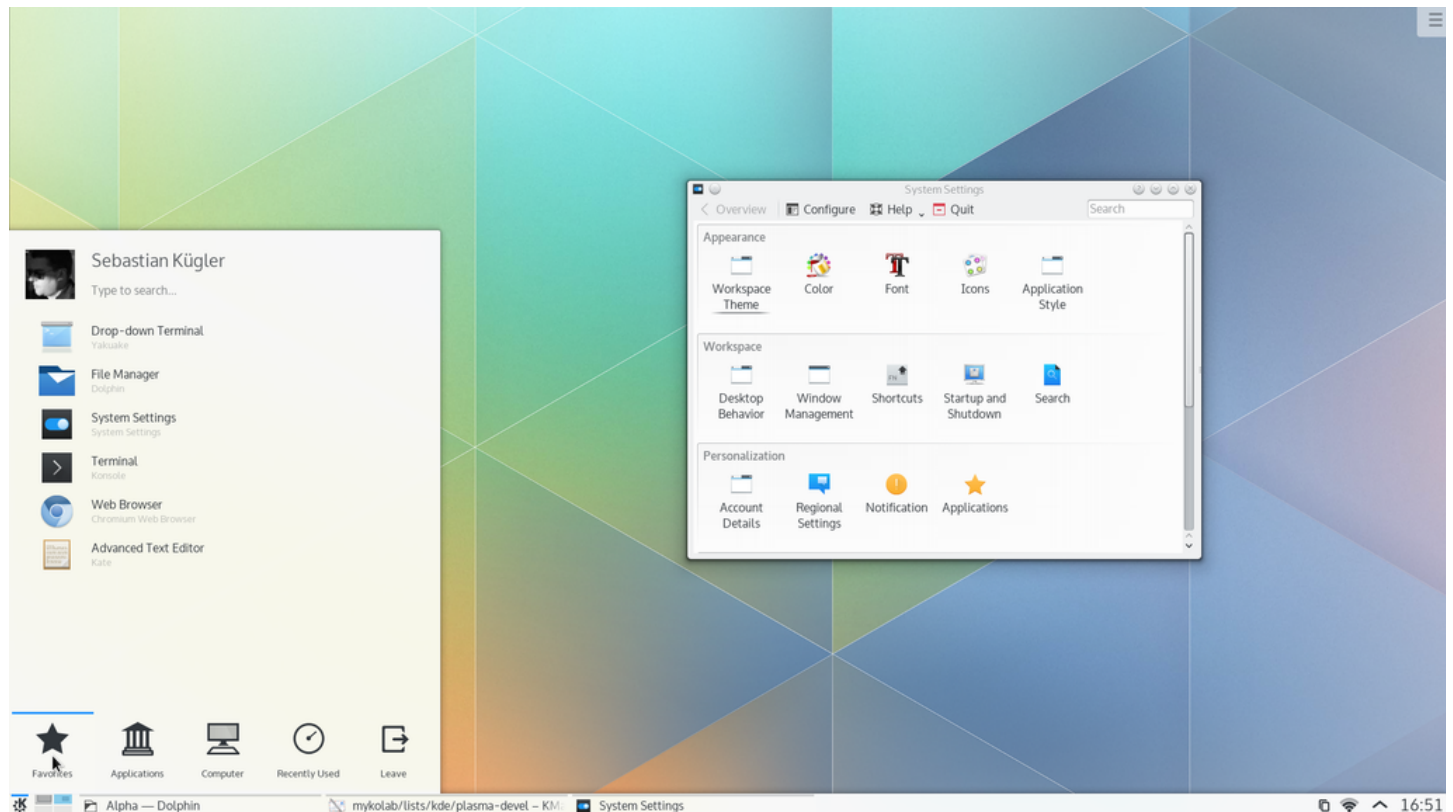 System Settings
Overview Configure Help Quit Search
Appearance
Workspace Theme
Color
Font
Icons
Application Style
Workspace
Desktop Behavior
Window Management
Shortcuts
Startup and Shutdown
Search
Personalization
Account Details
Regional Settings
Notification
Applications
Sebastian Kügler
Type to search...
Drop-down Terminal
Yakuake
File Manager
Dolphin
System Settings
System Settings
Terminal
Konsole
Web Browser
Chromium Web Browser
Advanced Text Editor
Kate
Favorites Applications Computer Recently Used Leave
Alpha — Dolphin mykolab/lists/kde/plasma-devel – KM System Settings 16:51